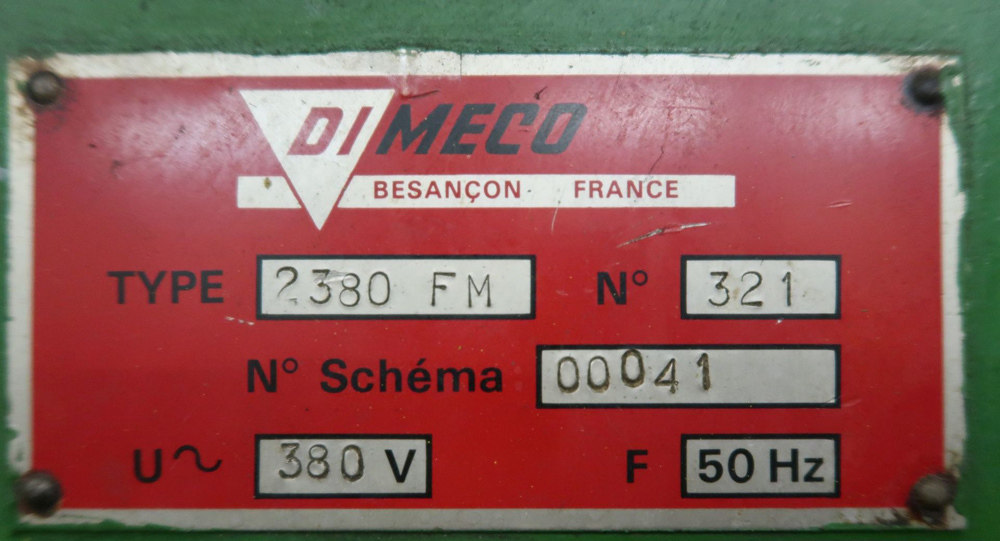 DIMECO
BESANÇON FRANCE
TYPE 2380 FM N° 321
N° Schéma 00041
U~ 380 V F 50 Hz